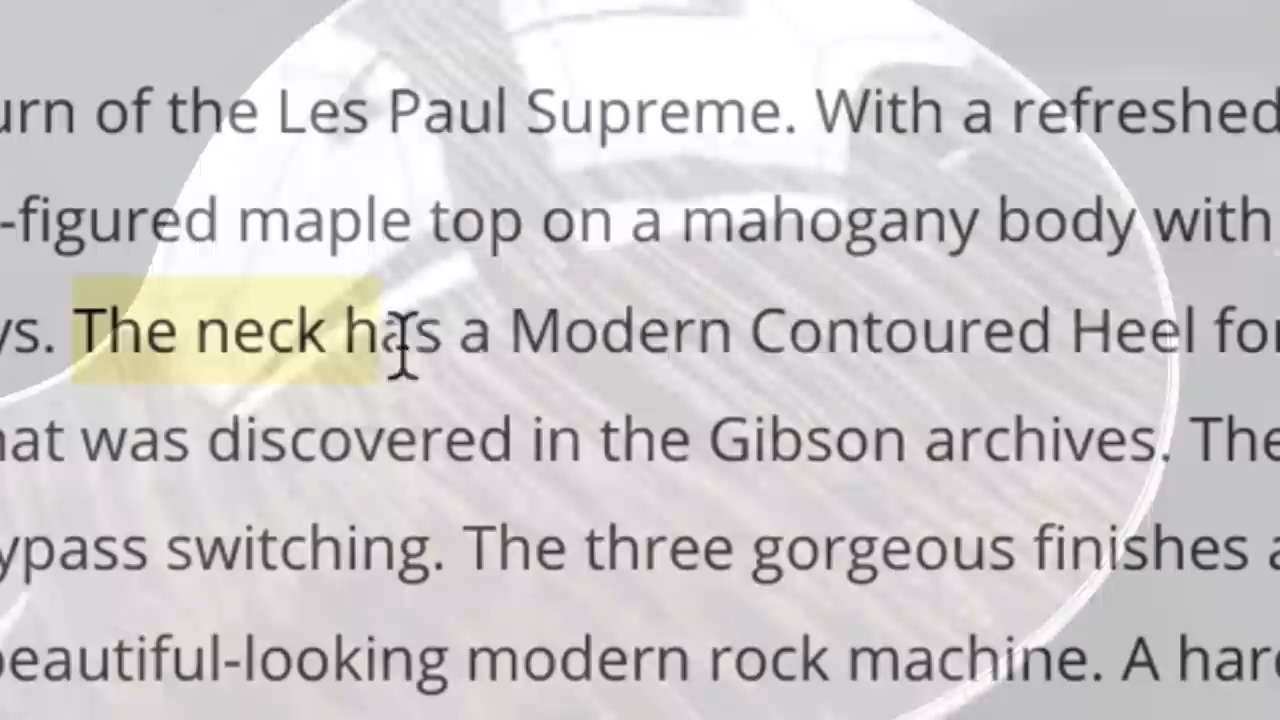 urn of the Les Paul Supreme. With a refreshed
-figured maple top on a mahogany body with
ys. The neck has a Modern Contoured Heel for
hat was discovered in the Gibson archives. The
ypass switching. The three gorgeous finishes a
beautiful-looking modern rock machine. A hard